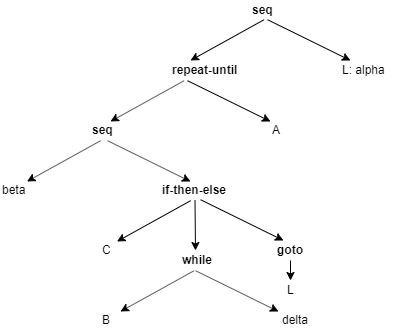 seq
repeat-until
L: alpha
seq
A
beta
if-then-else
C
while
goto
L
B
delta